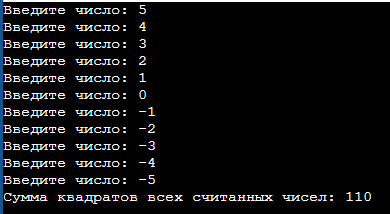 Введите число: 5
Введите число: 4
Введите число: 3
Введите число: 2
Введите число: 1
Введите число: 0
Введите число: -1
Введите число: -2
Введите число: -3
Введите число: -4
Введите число: -5
Сумма квадратов всех считанных чисел: 110